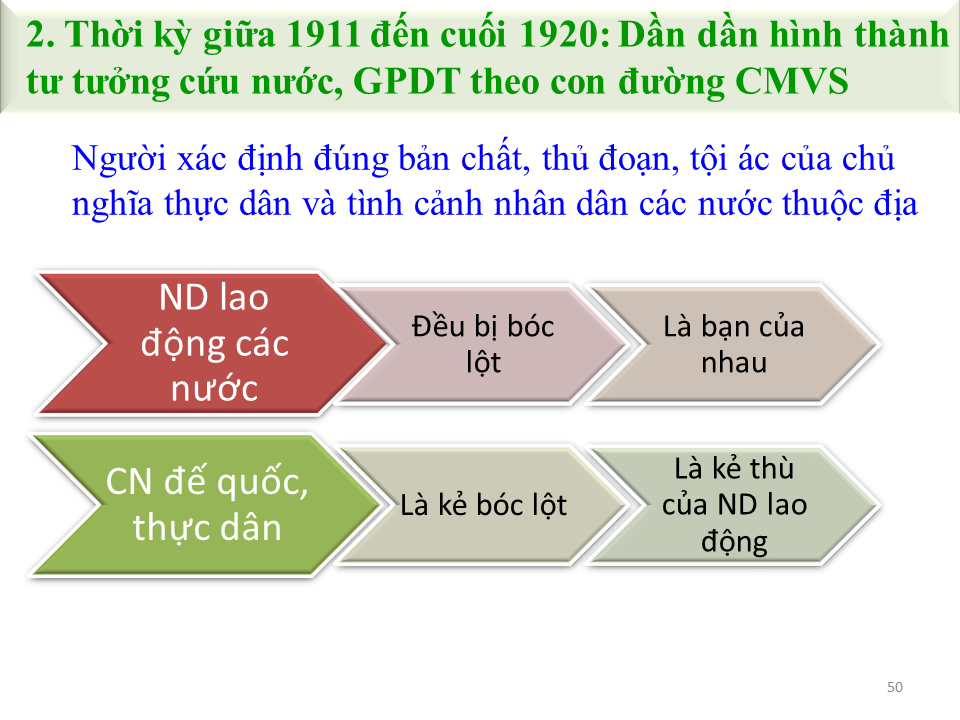 2. Thời kỳ giữa 1911 đến cuối 1920: Dần dần hình thành
tư tưởng cứu nước, GPDT theo con đường CMVS
Người xác định đúng bản chất, thủ đoạn, tội ác của chủ
nghĩa thực dân và tình cảnh nhân dân các nước thuộc địa
ND lao
động các
nước
Đều bị bóc
lột
Là bạn của
nhau
CN đế quốc,
thực dân
Là kẻ bóc lột
Là kẻ thù
của ND lao
động
50